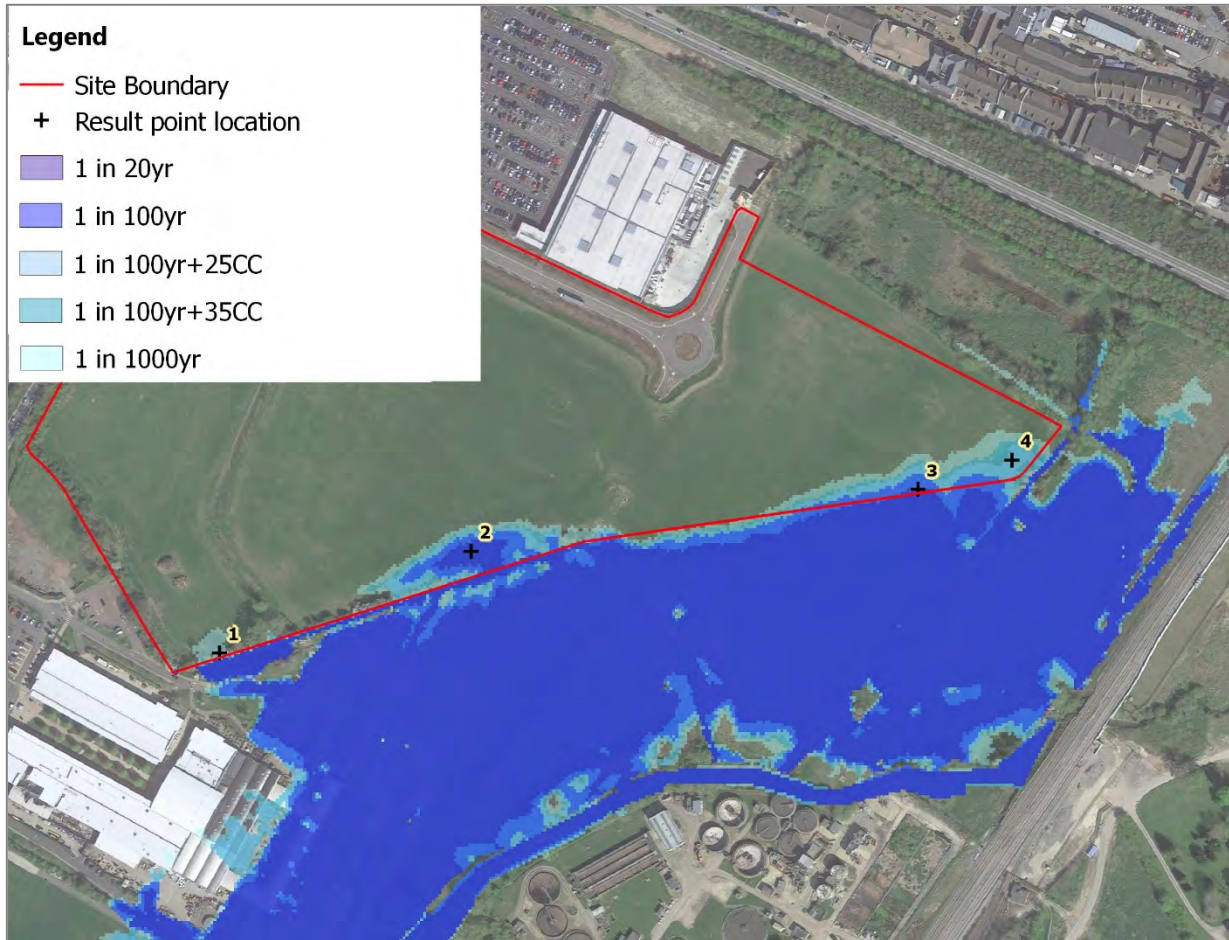 Legend
Site Boundary
Result point location
1 in 20yr
1 in 100yr
1 in 100yr+25CC
1 in 100yr+35CC
1 in 1000yr
4
3
2
1